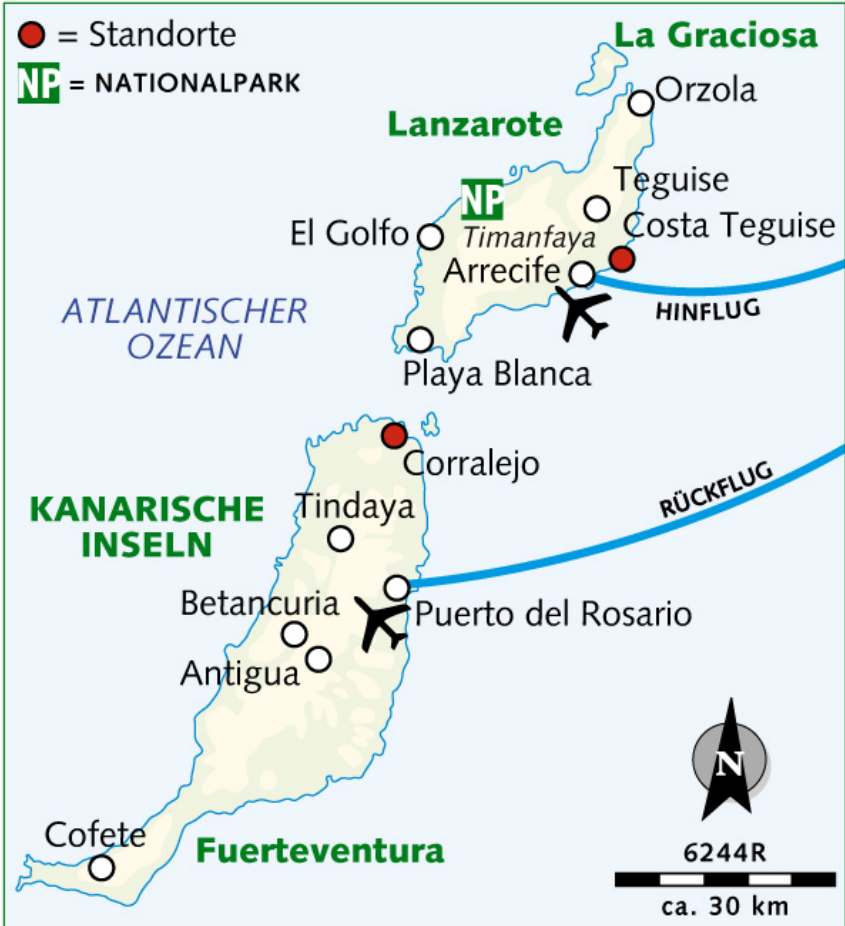 = Standorte
NP = NATIONALPARK
La Graciosa
Orzola
Lanzarote
Teguise
NP
Costa Teguise
El Golfo
Timanfaya
Arrecife
HINFLUG
ATLANTISCHER
OZEAN
Playa Blanca
Corralejo
RÜCKFLUG
KANARISCHE
INSELN
Tindaya
Betancuria
Puerto del Rosario
Antigua
N
Cofete
Fuerteventura
6244R
ca. 30 km